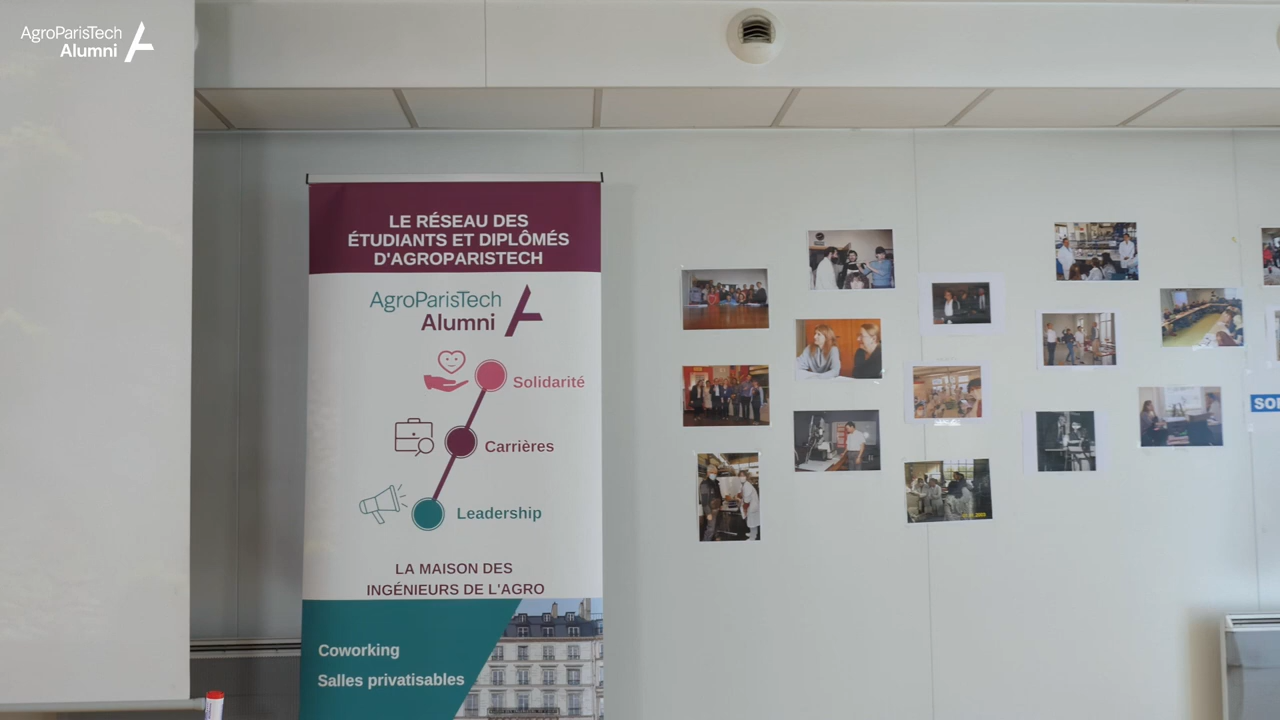 AgroParisTech
Alumni
LE RÉSEAU DES
ÉTUDIANTS ET DIPLÔMÉS
D'AGROPARISTECH
AgroParisTech
Alumni
Solidarité
Carrières
Leadership
LA MAISON DES
INGÉNIEURS DE L'AGRO
Coworking
Salles privatisables